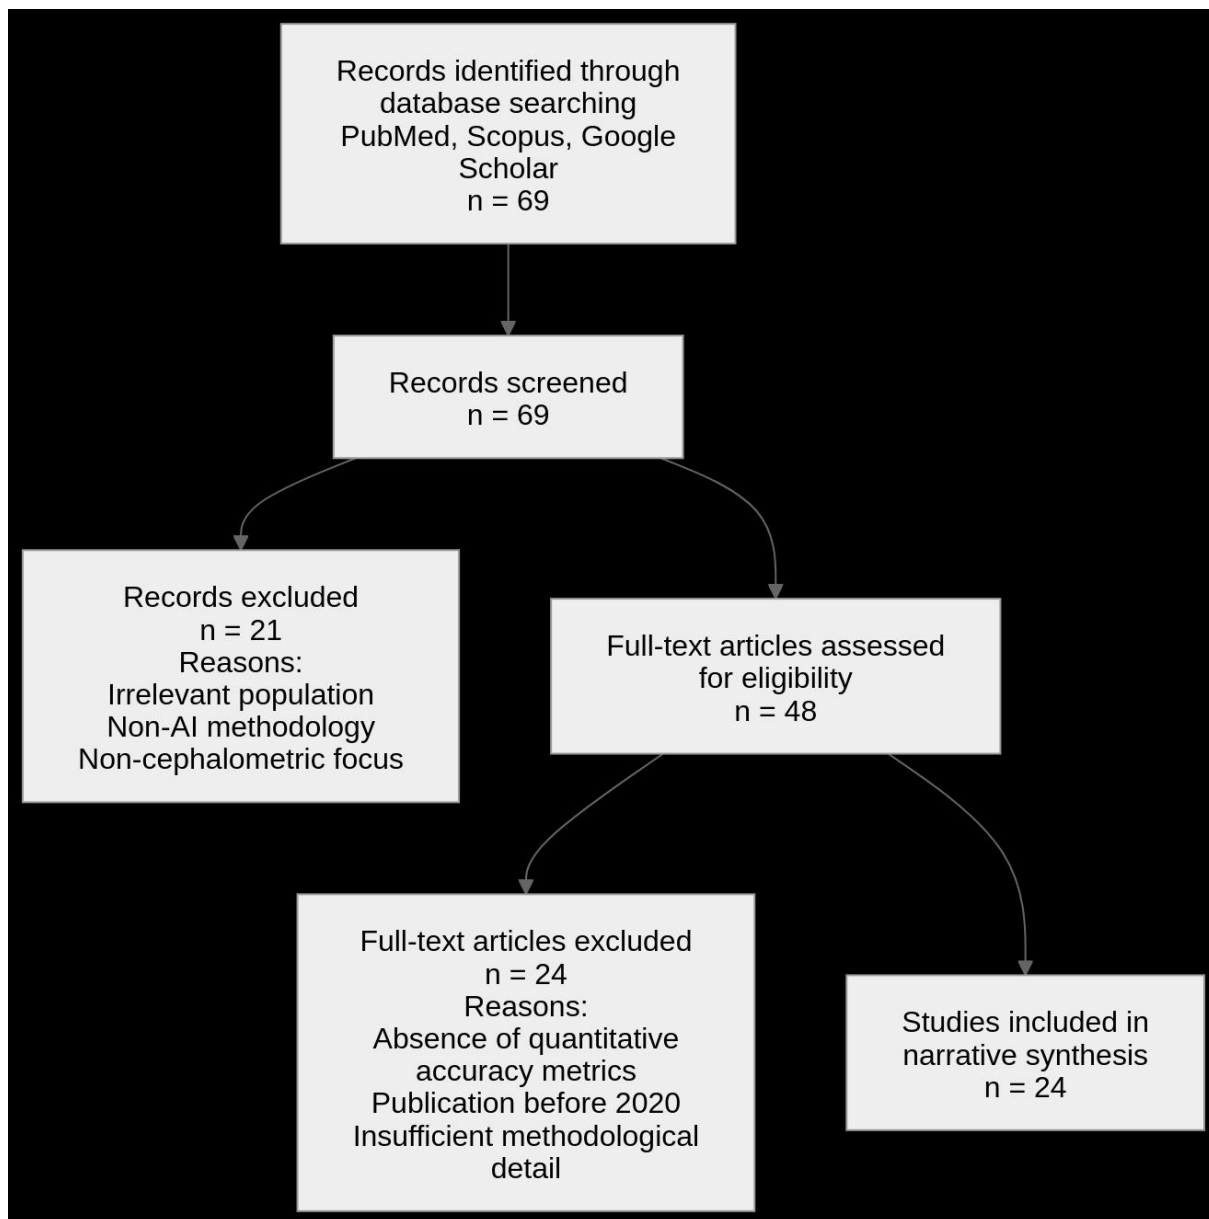 Records identified through
database searching
PubMed, Scopus, Google
Scholar
n = 69
Records screened
n = 69
Records excluded
n = 21
Reasons:
Irrelevant population
Non-AI methodology
Non-cephalometric focus
Full-text articles assessed
for eligibility
n = 48
Full-text articles excluded
n = 24
Reasons:
Absence of quantitative
accuracy metrics
Publication before 2020
Insufficient methodological
detail
Studies included in
narrative synthesis
n = 24